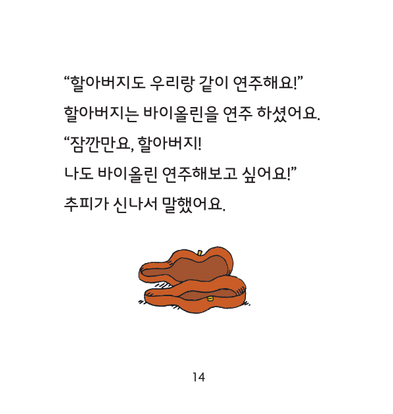 “할아버지도 우리랑 같이 연주해요!”
할아버지는 바이올린을 연주 하셨어요.
“잠깐만요, 할아버지!
나도 바이올린 연주해보고 싶어요!”
추피가 신나서 말했어요.
14